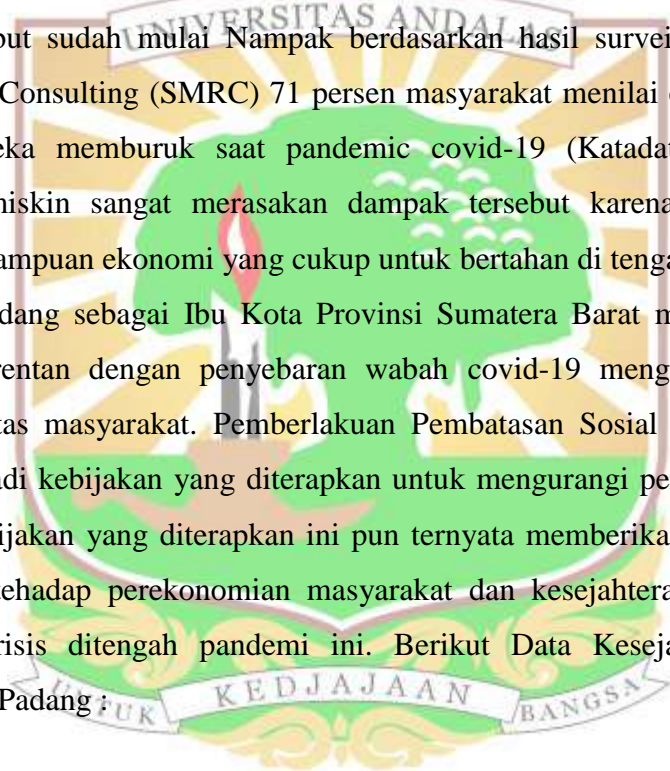 UNIVERSITAS ANDALAS
but sudah mulai Nampak berdasarkan hasil survei
Consulting (SMRC) 71 persen masyarakat menilai
eka memburuk saat pandemic covid-19 (Katadat
niskin sangat merasakan dampak tersebut karena
ampuan ekonomi yang cukup untuk bertahan di tenga
dang sebagai Ibu Kota Provinsi Sumatera Barat m
rentan dengan penyebaran wabah covid-19 meng
tas masyarakat. Pemberlakuan Pembatasan Sosial
adi kebijakan yang diterapkan untuk mengurangi pe
ijakan yang diterapkan ini pun ternyata memberika
tehadap perekonomian masyarakat dan kesejahtera
risis ditengah pandemi ini. Berikut Data Keseja
Padang :
UNTUK KEDJAJAAN BANGSA